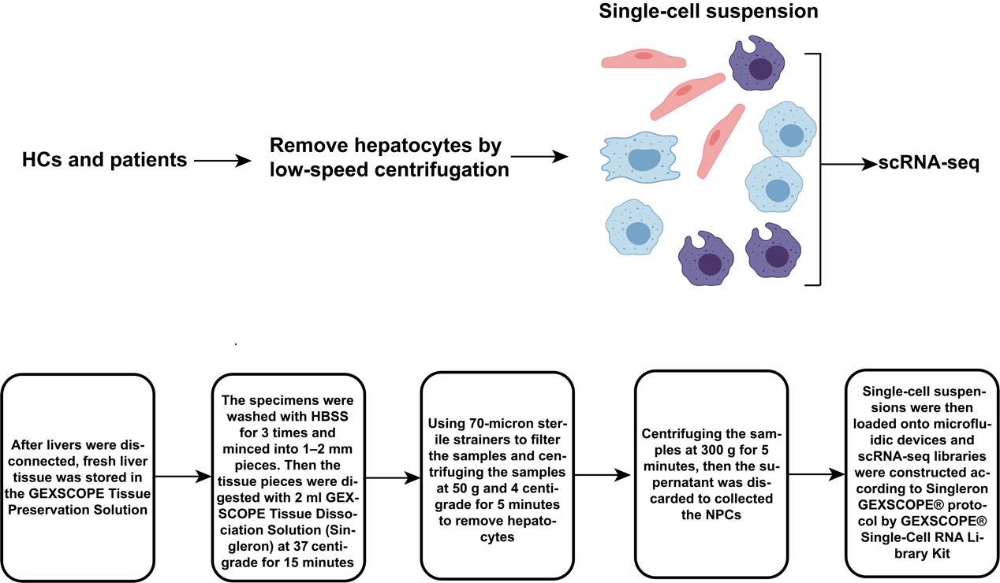 Single-cell suspension
HCs and patients
Remove hepatocytes by
low-speed centrifugation
scRNA-seq
After livers were dis-
connected, fresh liver
tissue was stored in
the GEXSCOPE Tissue
Preservation Solution
The specimens were
washed with HBSS
for 3 times and
minced into 1–2 mm
pieces. Then the
tissue pieces were di-
gested with 2 ml GEX-
SCOPE Tissue Disso-
ciation Solution (Sin-
gleron) at 37 centi-
grade for 15 minutes
Using 70-micron ster-
ile strainers to filter
the samples and cen-
trifuging the samples
at 50 g and 4 centi-
grade for 5 minutes
to remove hepato-
cytes
Centrifuging the sam-
ples at 300 g for 5
minutes, then the su-
pernatant was dis-
carded to collected
the NPCs
Single-cell suspen-
sions were then
loaded onto microflu-
idic devices and
scRNA-seq libraries
were constructed ac-
cording to Singleron
GEXSCOPE® proto-
col by GEXSCOPE®
Single-Cell RNA Li-
brary Kit